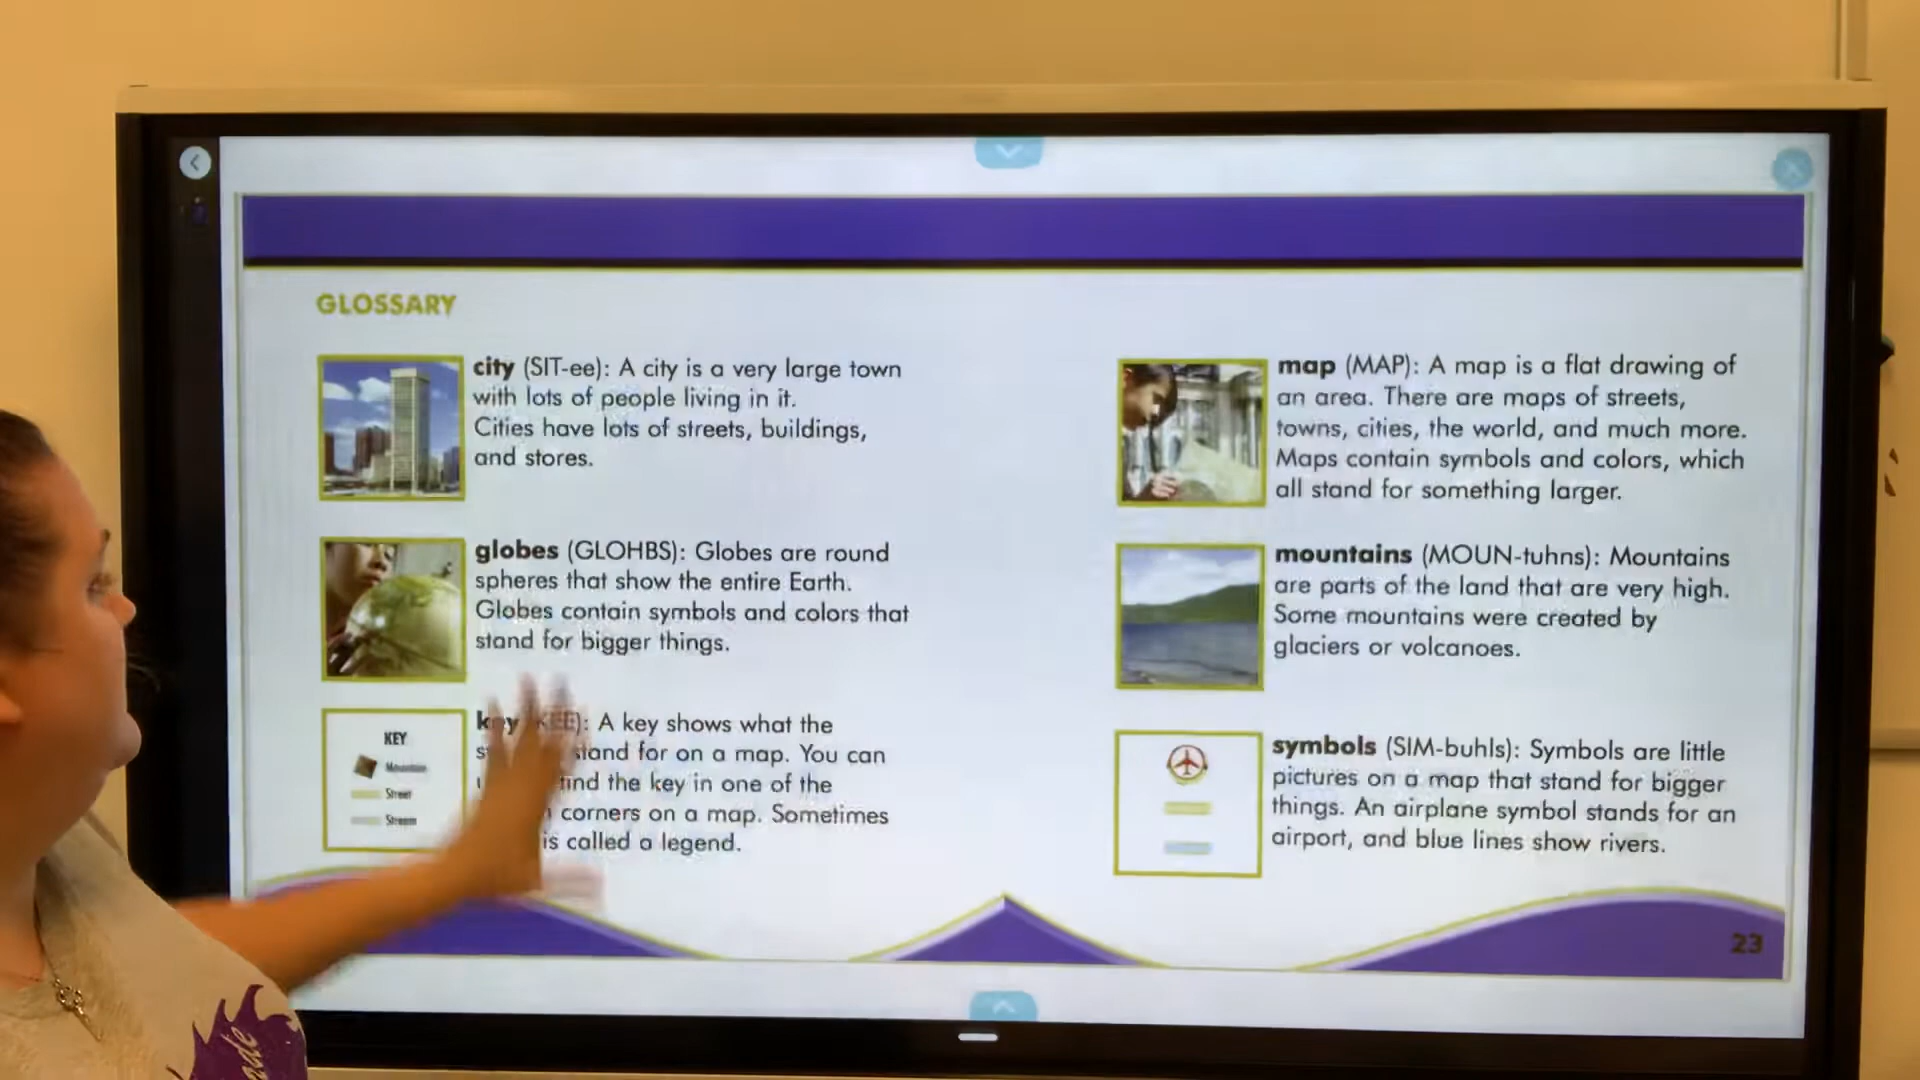 GLOSSARY
city (SIT-ee): A city is a very large town
with lots of people living in it.
Cities have lots of streets, buildings,
and stores.
globes (GLOHBS): Globes are round
spheres that show the entire Earth.
Globes contain symbols and colors that
stand for bigger things.
KEY
Mountain
Street
Stream
key (KEE): A key shows what the
stand for on a map. You can
find the key in one of the
corners on a map. Sometimes
is called a legend.
map (MAP): A map is a flat drawing of
an area. There are maps of streets,
towns, cities, the world, and much more.
Maps contain symbols and colors, which
all stand for something larger.
mountains (MOUN-tuhns): Mountains
are parts of the land that are very high.
Some mountains were created by
glaciers or volcanoes.
symbols (SIM-buhls): Symbols are little
pictures on a map that stand for bigger
things. An airplane symbol stands for an
airport, and blue lines show rivers.
23